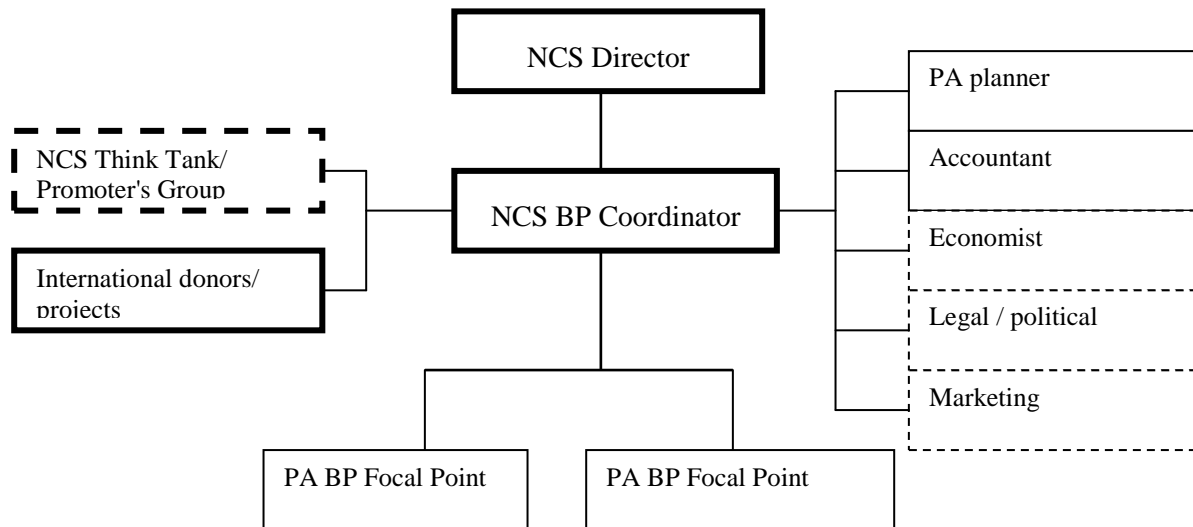 NCS Director
PA planner
NCS Think Tank/
Promoter's Group
Accountant
NCS BP Coordinator
Economist
International donors/
projects
Legal / political
Marketing
PA BP Focal Point
PA BP Focal Point